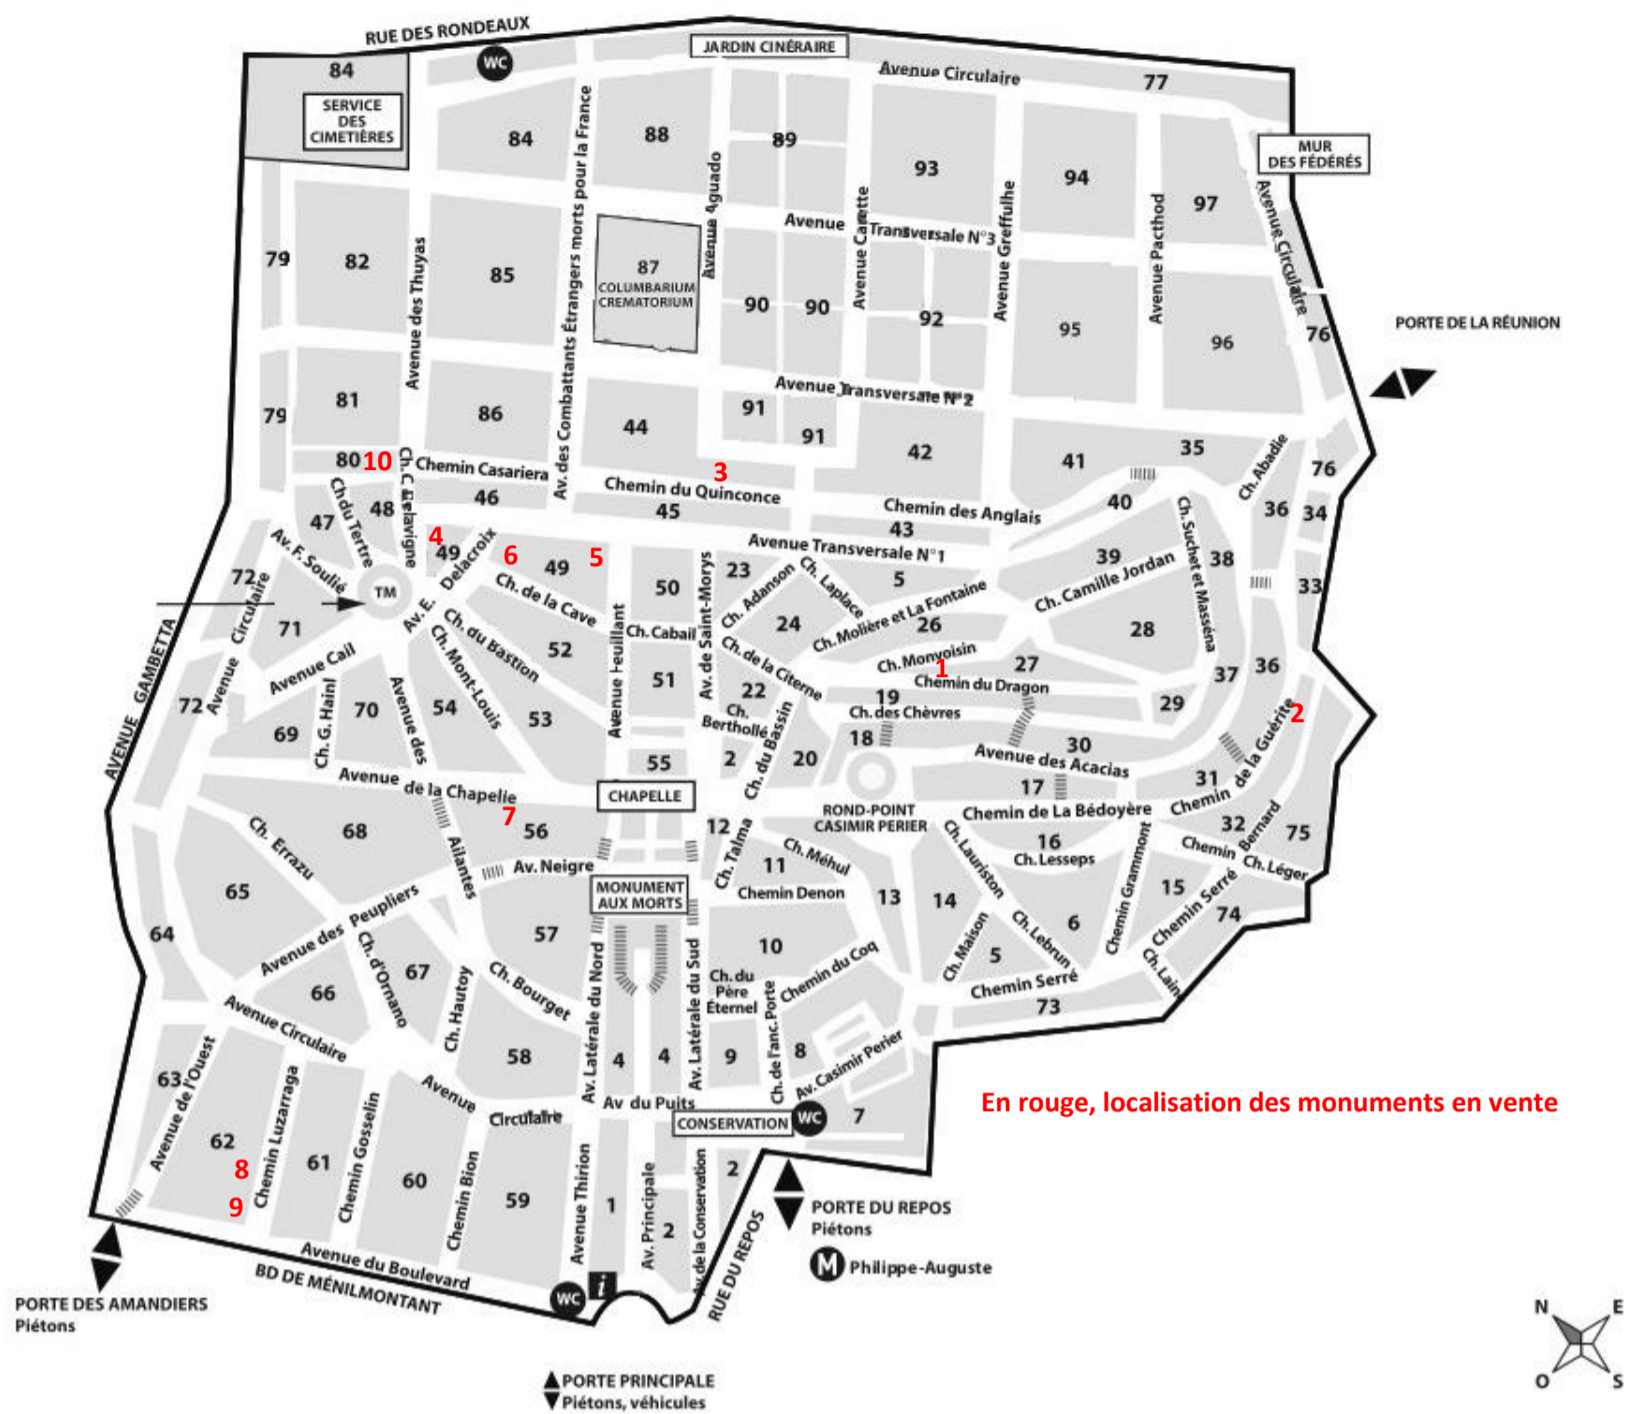 RUE DES RONDEAUX
JARDIN CINÉRAIRE
WC
84
SERVICE
DES
CIMETIÈRES
Avenue Circulaire
77
MUR
DES FÉDÉRÉS
84
88
89
93
94
97
Avenue Circulaire
Av. des Combattants Étrangers morts pour la France
Avenue Aguado
Avenue Carette
Avenue Greffulhe
Avenue Pacthod
Avenue Transversale N°3
79
82
Avenue des Thuyas
85
87
COLUMBARIUM
CREMATORIUM
90
90
92
95
96
76
PORTE DE LA RÉUNION
Avenue Transversale N°2
79
81
86
44
91
91
42
41
35
Ch. Abadie
76
80
10
Ch. C. Delavigne
Chemin Casariera
3
Chemin du Quinconce
Chemin des Anglais
40
36
34
Ch du Tertre
47
48
46
45
43
Avenue Transversale N°1
Ch. Suchet et Masséna
4
49
Av. E. Delacroix
6
49
5
39
38
Av. F. Soulié
72
TM
50
23
Ch. Adanson
Ch. Laplace
5
Ch. Camille Jordan
33
Avenue Circulaire
71
Ch. de la Cave
Avenue Feuillant
Av. de Saint-Morys
Ch. Cabail
24
Ch. Molière et La Fontaine
26
28
AVENUE GAMBETTA
Avenue Cail
Ch. du Bastion
52
Ch. Mont-Louis
51
Ch. de la Citerne
Ch. Monvoisin
1
27
37
36
72
69
Ch. G. Hainl
70
Avenue des
54
53
22
Ch.
Berthollé
Ch. du Bassin
19
Chemin du Dragon
Ch. des Chèvres
29
2
18
30
55
2
20
Avenue des Acacias
Avenue de la Chapelle
CHAPELLE
17
31
Chemin de la Guérite
7
56
12
ROND-POINT
CASIMIR PERIER
Chemin de La Bédoyère
32
75
Ch. Errazu
68
Ailantes
Av. Neigre
Ch. Talma
11
Ch. Méhul
Ch. Lauriston
16
Ch. Lesseps
Chemin Bernard
Ch. Léger
MONUMENT
AUX MORTS
Chemin Denon
65
13
14
Chemin Grammont
15
Chemin Serré
74
Avenue des Peupliers
64
57
10
Ch. Maison
Ch. Lebrun
6
5
Ch. d'Ornano
67
Ch. Hautoy
Ch. Bourget
Av. Latérale du Nord
Av. Latérale du Sud
Ch. du
Père
Éternel
Chemin du Coq
Ch. de l'anc. Porte
Chemin Serré
Ch. Lain
66
73
Avenue Circulaire
63
Avenue de l'Ouest
58
4
4
9
8
Av. Casimir Perier
Avenue
Circulaire
Av du Puits
CONSERVATION
WC
7
En rouge, localisation des monuments en vente
62
8
9
Chemin Luzarraga
61
Chemin Gosselin
60
Chemin Bion
59
Avenue Thirion
1
Av. Principale
2
Av de la Conservation
2
RUE DU REPOS
PORTE DU REPOS
Piétons
M Philippe-Auguste
Avenue du Boulevard
BD DE MÉNILMONTANT
WC
i
PORTE DES AMANDIERS
Piétons
PORTE PRINCIPALE
Piétons, véhicules
N
E
O
S